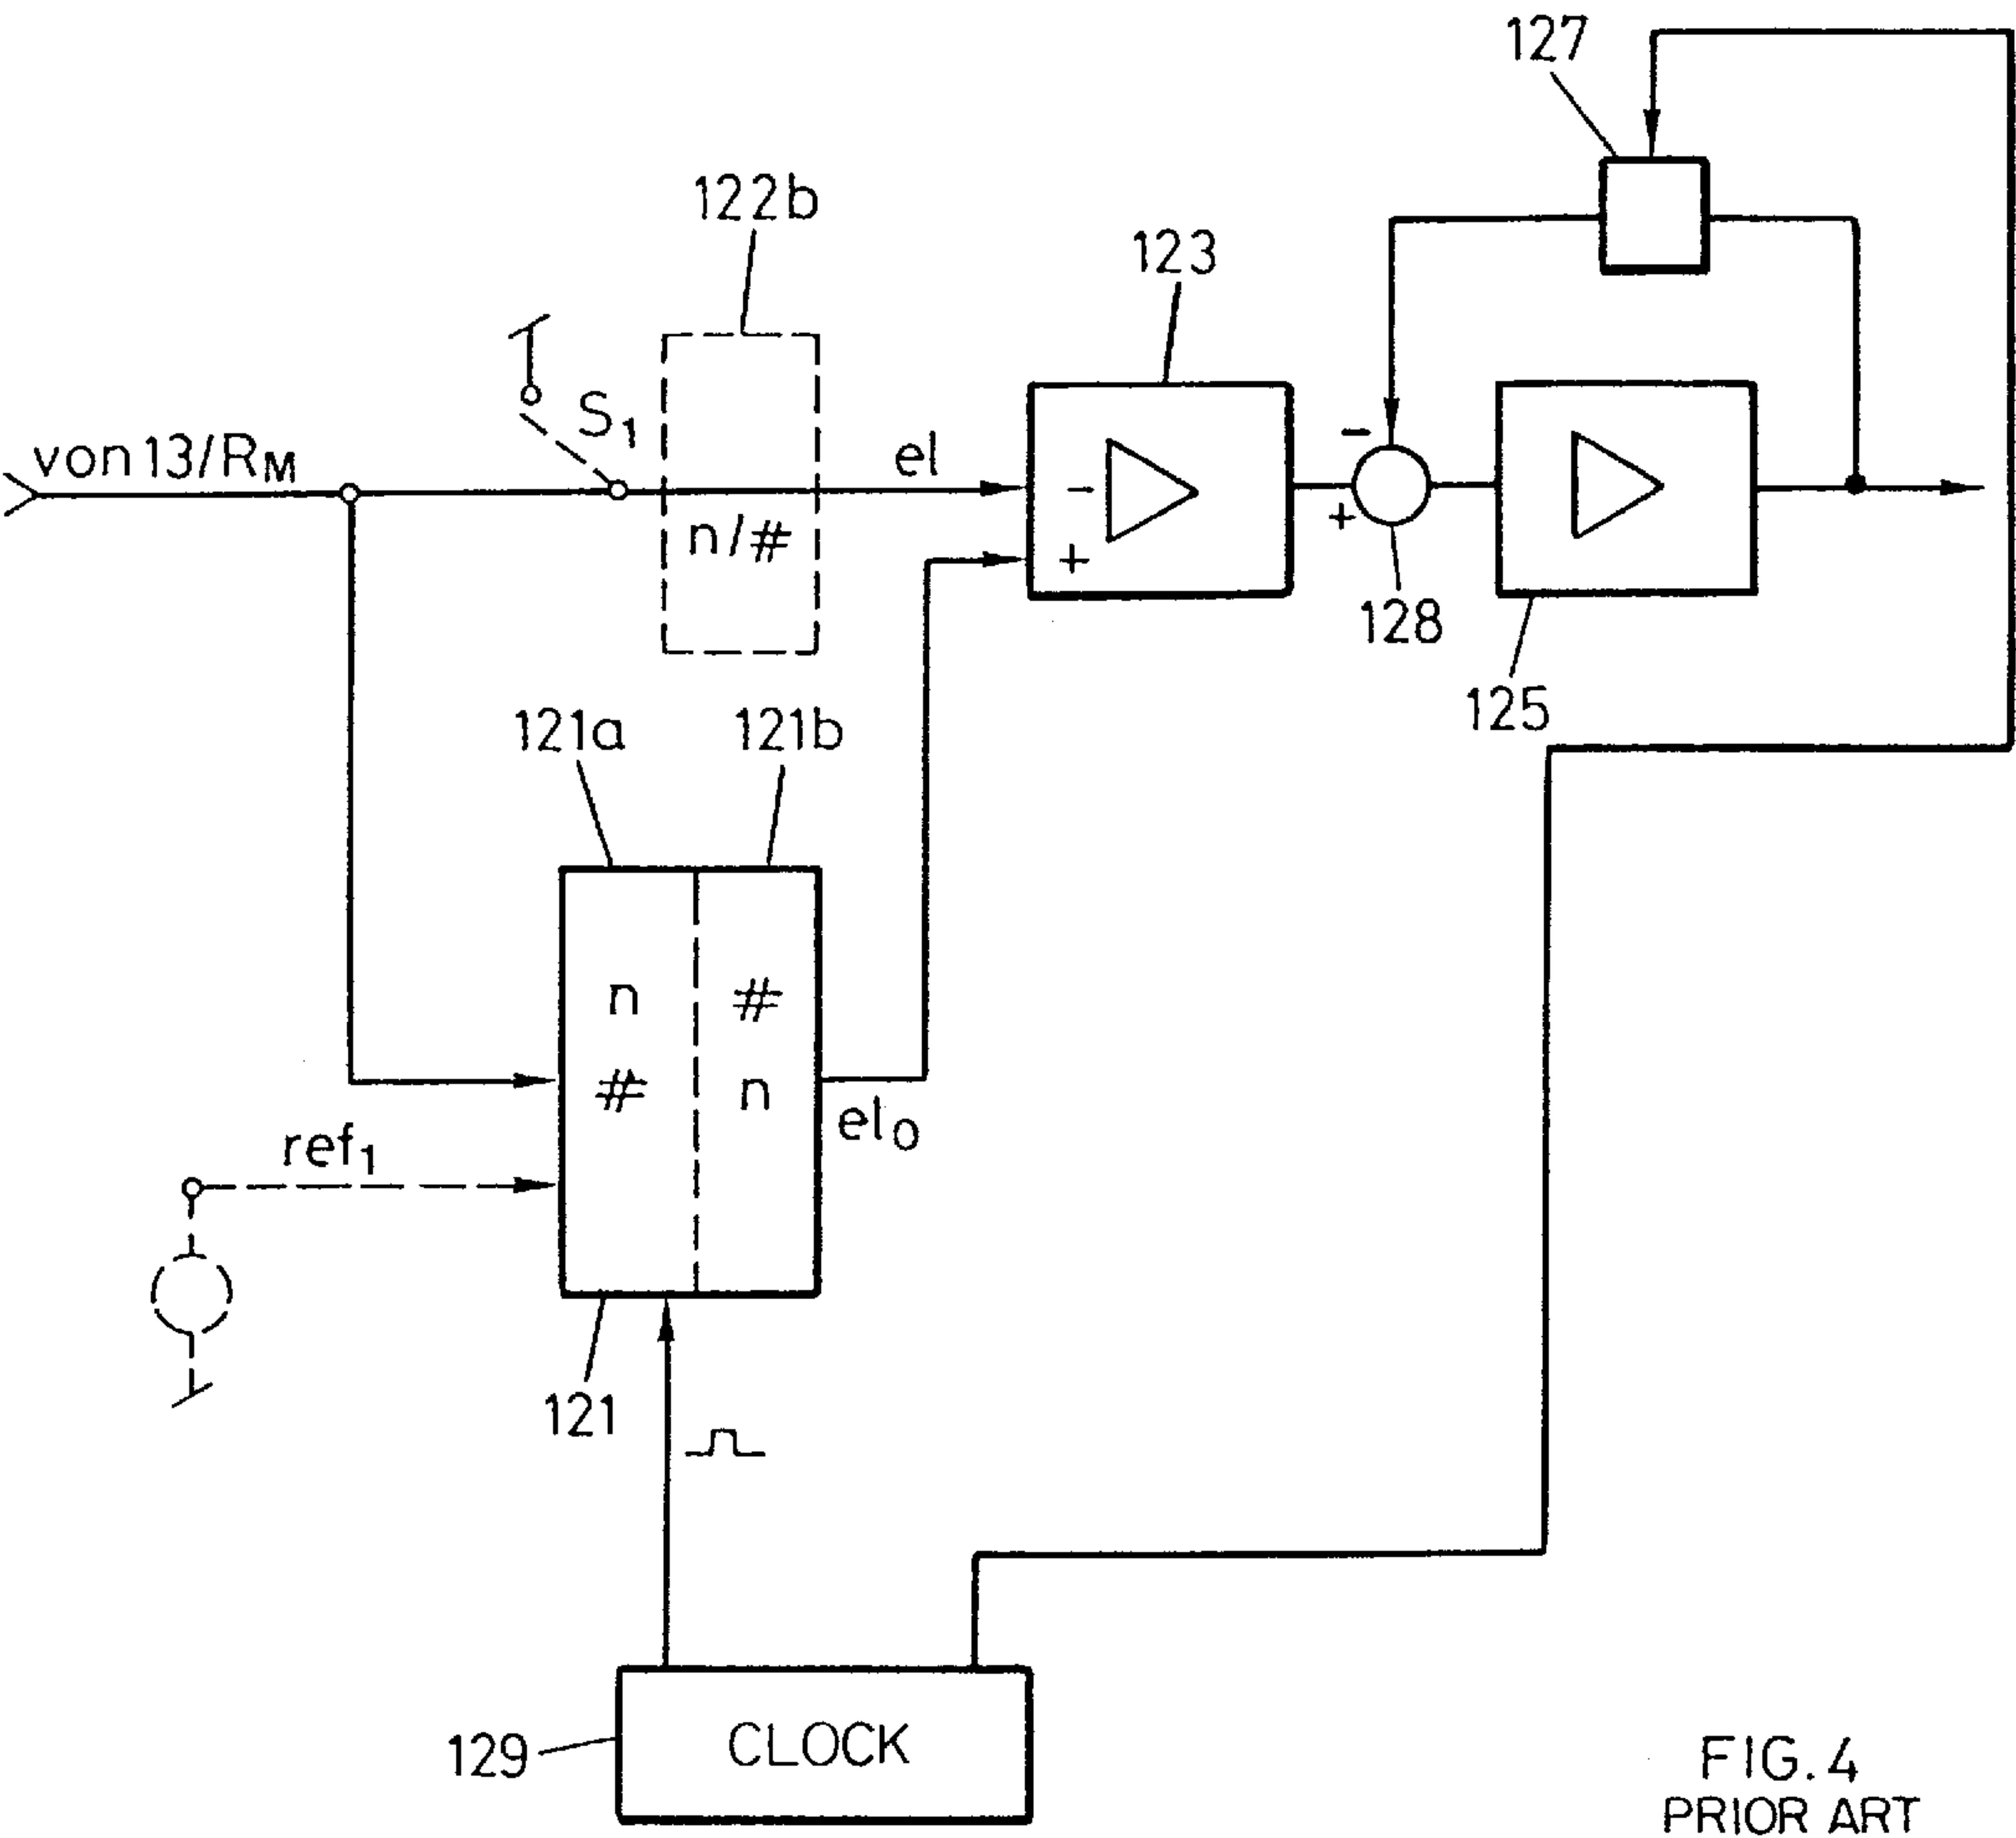 127
122b
123
S₁
von 13/RM
el
n/#
-
+
-
+
128
125
121a
121b
n
#
#
n
el₀
ref₁
121
129
CLOCK
FIG. 4
PRIOR ART